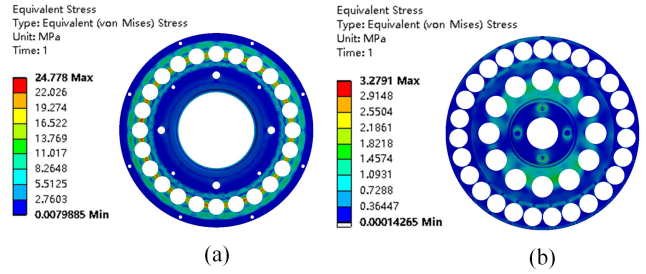 Equivalent Stress
Type: Equivalent (von Mises) Stress
Unit: MPa
Time: 1
24.778 Max
22.026
19.274
16.522
13.769
11.017
8.2648
5.5125
2.7603
0.0079885 Min
(a)
Equivalent Stress
Type: Equivalent (von Mises) Stress
Unit: MPa
Time: 1
3.2791 Max
2.9148
2.5504
2.1861
1.8218
1.4574
1.0931
0.7288
0.36447
0.00014265 Min
(b)